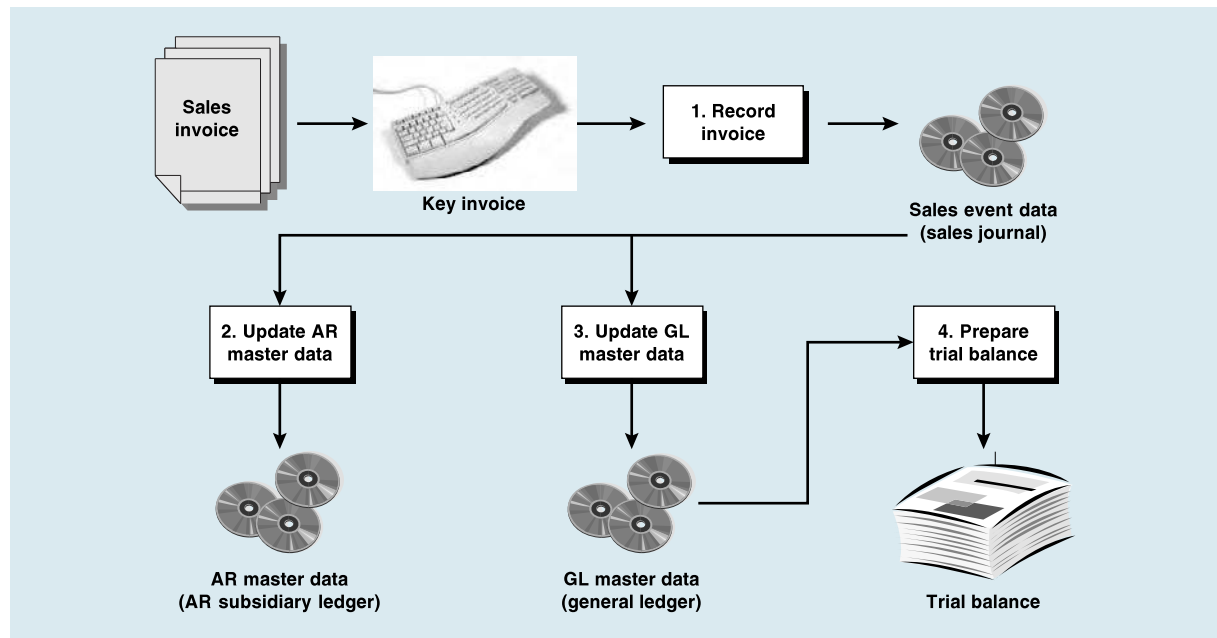 Sales
invoice
Key invoice
1. Record
invoice
Sales event data
(sales journal)
2. Update AR
master data
3. Update GL
master data
4. Prepare
trial balance
AR master data
(AR subsidiary ledger)
GL master data
(general ledger)
Trial balance